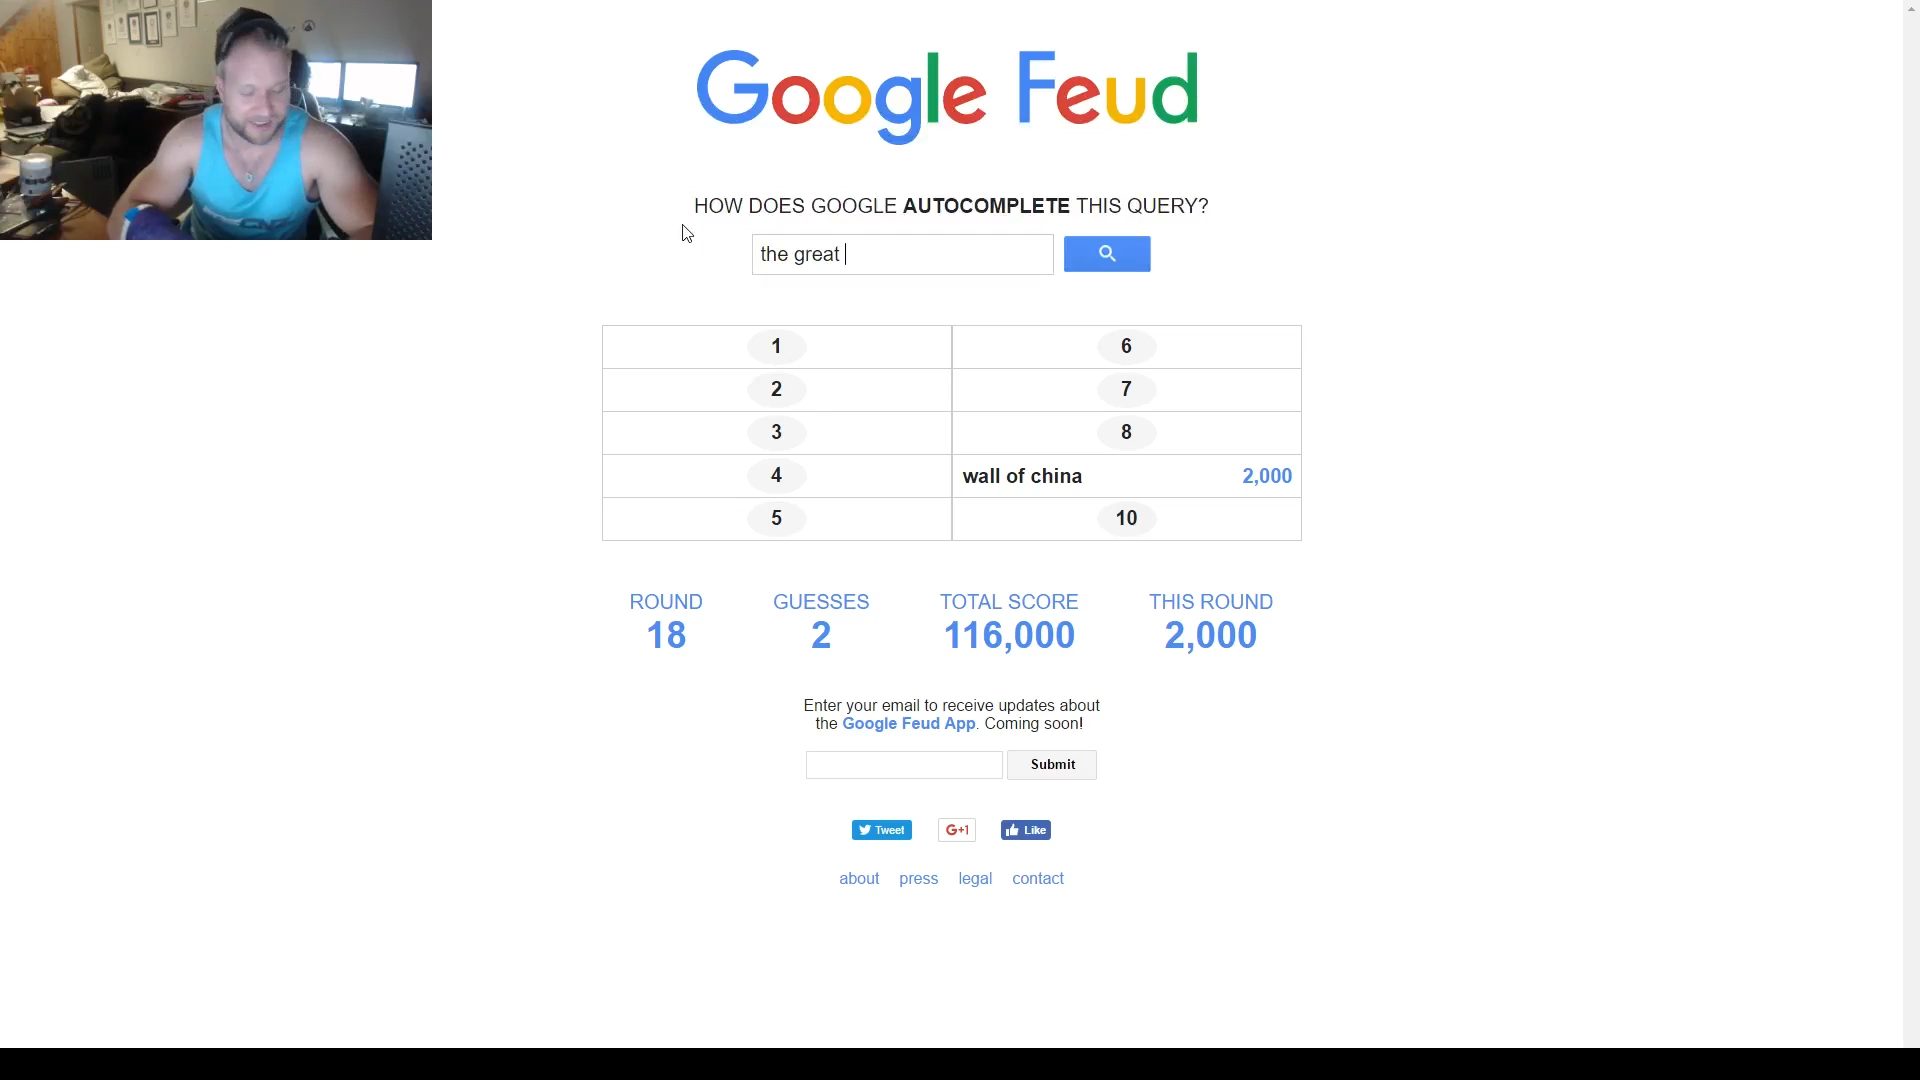 Google Feud
HOW DOES GOOGLE AUTOCOMPLETE THIS QUERY?
the great
1
2
3
4
5
6
7
8
wall of china 2,000
10
ROUND
18
GUESSES
2
TOTAL SCORE
116,000
THIS ROUND
2,000
Enter your email to receive updates about
the Google Feud App. Coming soon!
Submit
Tweet
G+1
Like
about press legal contact